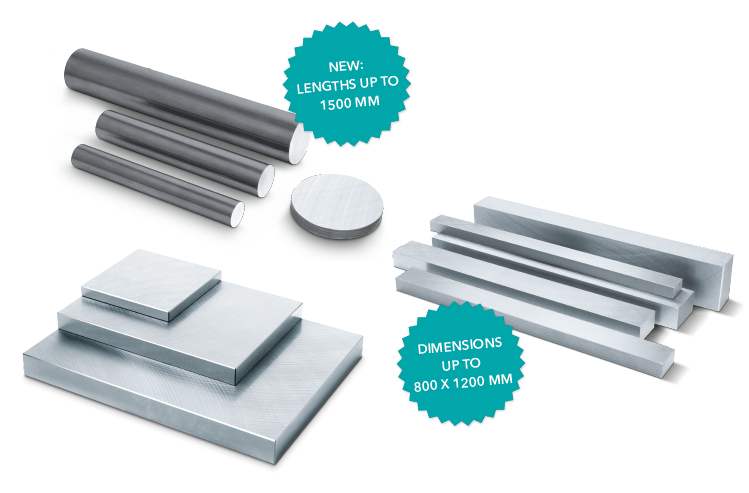 NEW:
LENGTHS UP TO
1500 MM
DIMENSIONS
UP TO
800 X 1200 MM